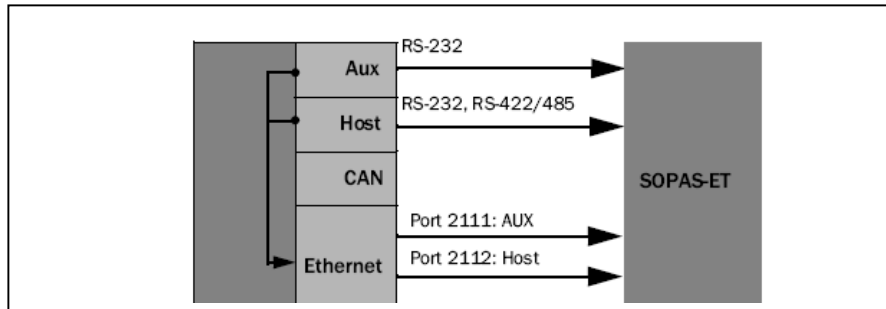 RS-232
Aux
RS-232, RS-422/485
Host
CAN
SOPAS-ET
Port 2111: AUX
Port 2112: Host
Ethernet